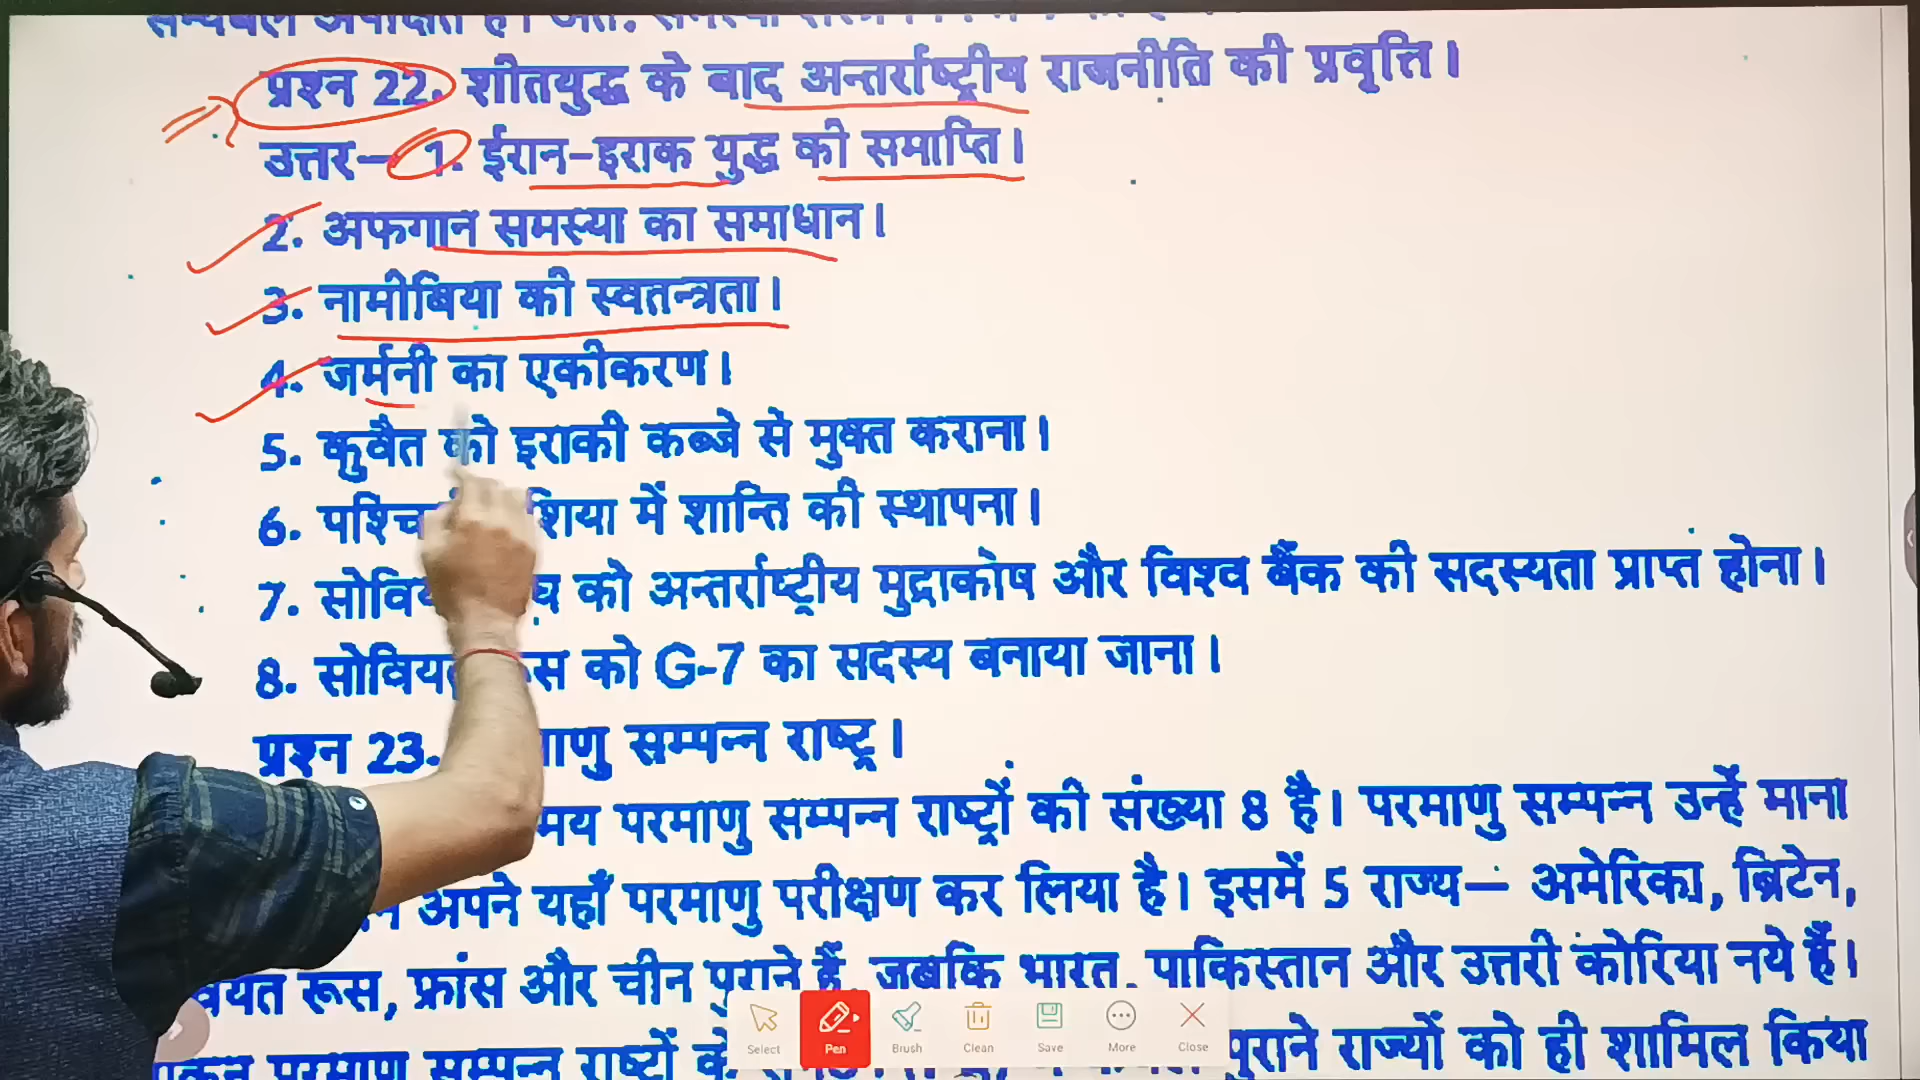 प्रश्न 22. शीतयुद्ध के बाद अन्तर्राष्ट्रीय राजनीति की प्रवृत्ति।
उत्तर— 1. ईरान-इराक युद्ध की समाप्ति।
2. अफगान समस्या का समाधान।
3. नामीबिया की स्वतन्त्रता।
4. जर्मनी का एकीकरण।
5. कुवैत को इराकी कब्जे से मुक्त कराना।
6. में शान्ति की स्थापना।
7. को अन्तर्राष्ट्रीय मुद्राकोष और विश्व बैंक की सदस्यता प्राप्त होना।
8. को G-7 का सदस्य बनाया जाना।
प्रश्न 23. सम्पन्न राष्ट्र।
परमाणु सम्पन्न राष्ट्रों की संख्या 8 है। परमाणु सम्पन्न उन्हें माना
अपने यहाँ परमाणु परीक्षण कर लिया है। इसमें 5 राज्य— अमेरिका, ब्रिटेन,
रूस, फ्रांस और चीन पुराने हैं, जबकि भारत, पाकिस्तान और उत्तरी कोरिया नये हैं।
परमाणु सम्पन्न राष्ट्रों पुराने राज्यों को ही शामिल किया
Select Pen Brush Clean Save More Close